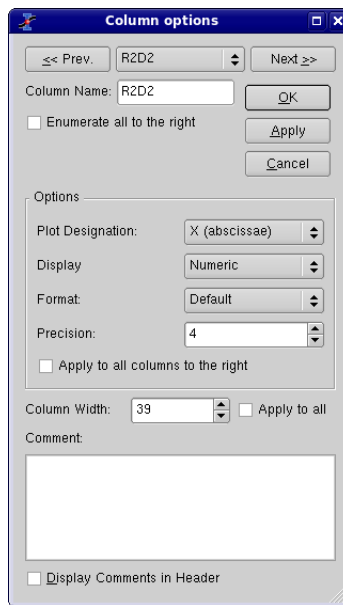 Column options
<< Prev. R2D2 Next >>
Column Name: R2D2 OK
Enumerate all to the right
Apply
Cancel
Options
Plot Designation: X (abscissae)
Display Numeric
Format: Default
Precision: 4
Apply to all columns to the right
Column Width: 39 Apply to all
Comment:
Display Comments in Header